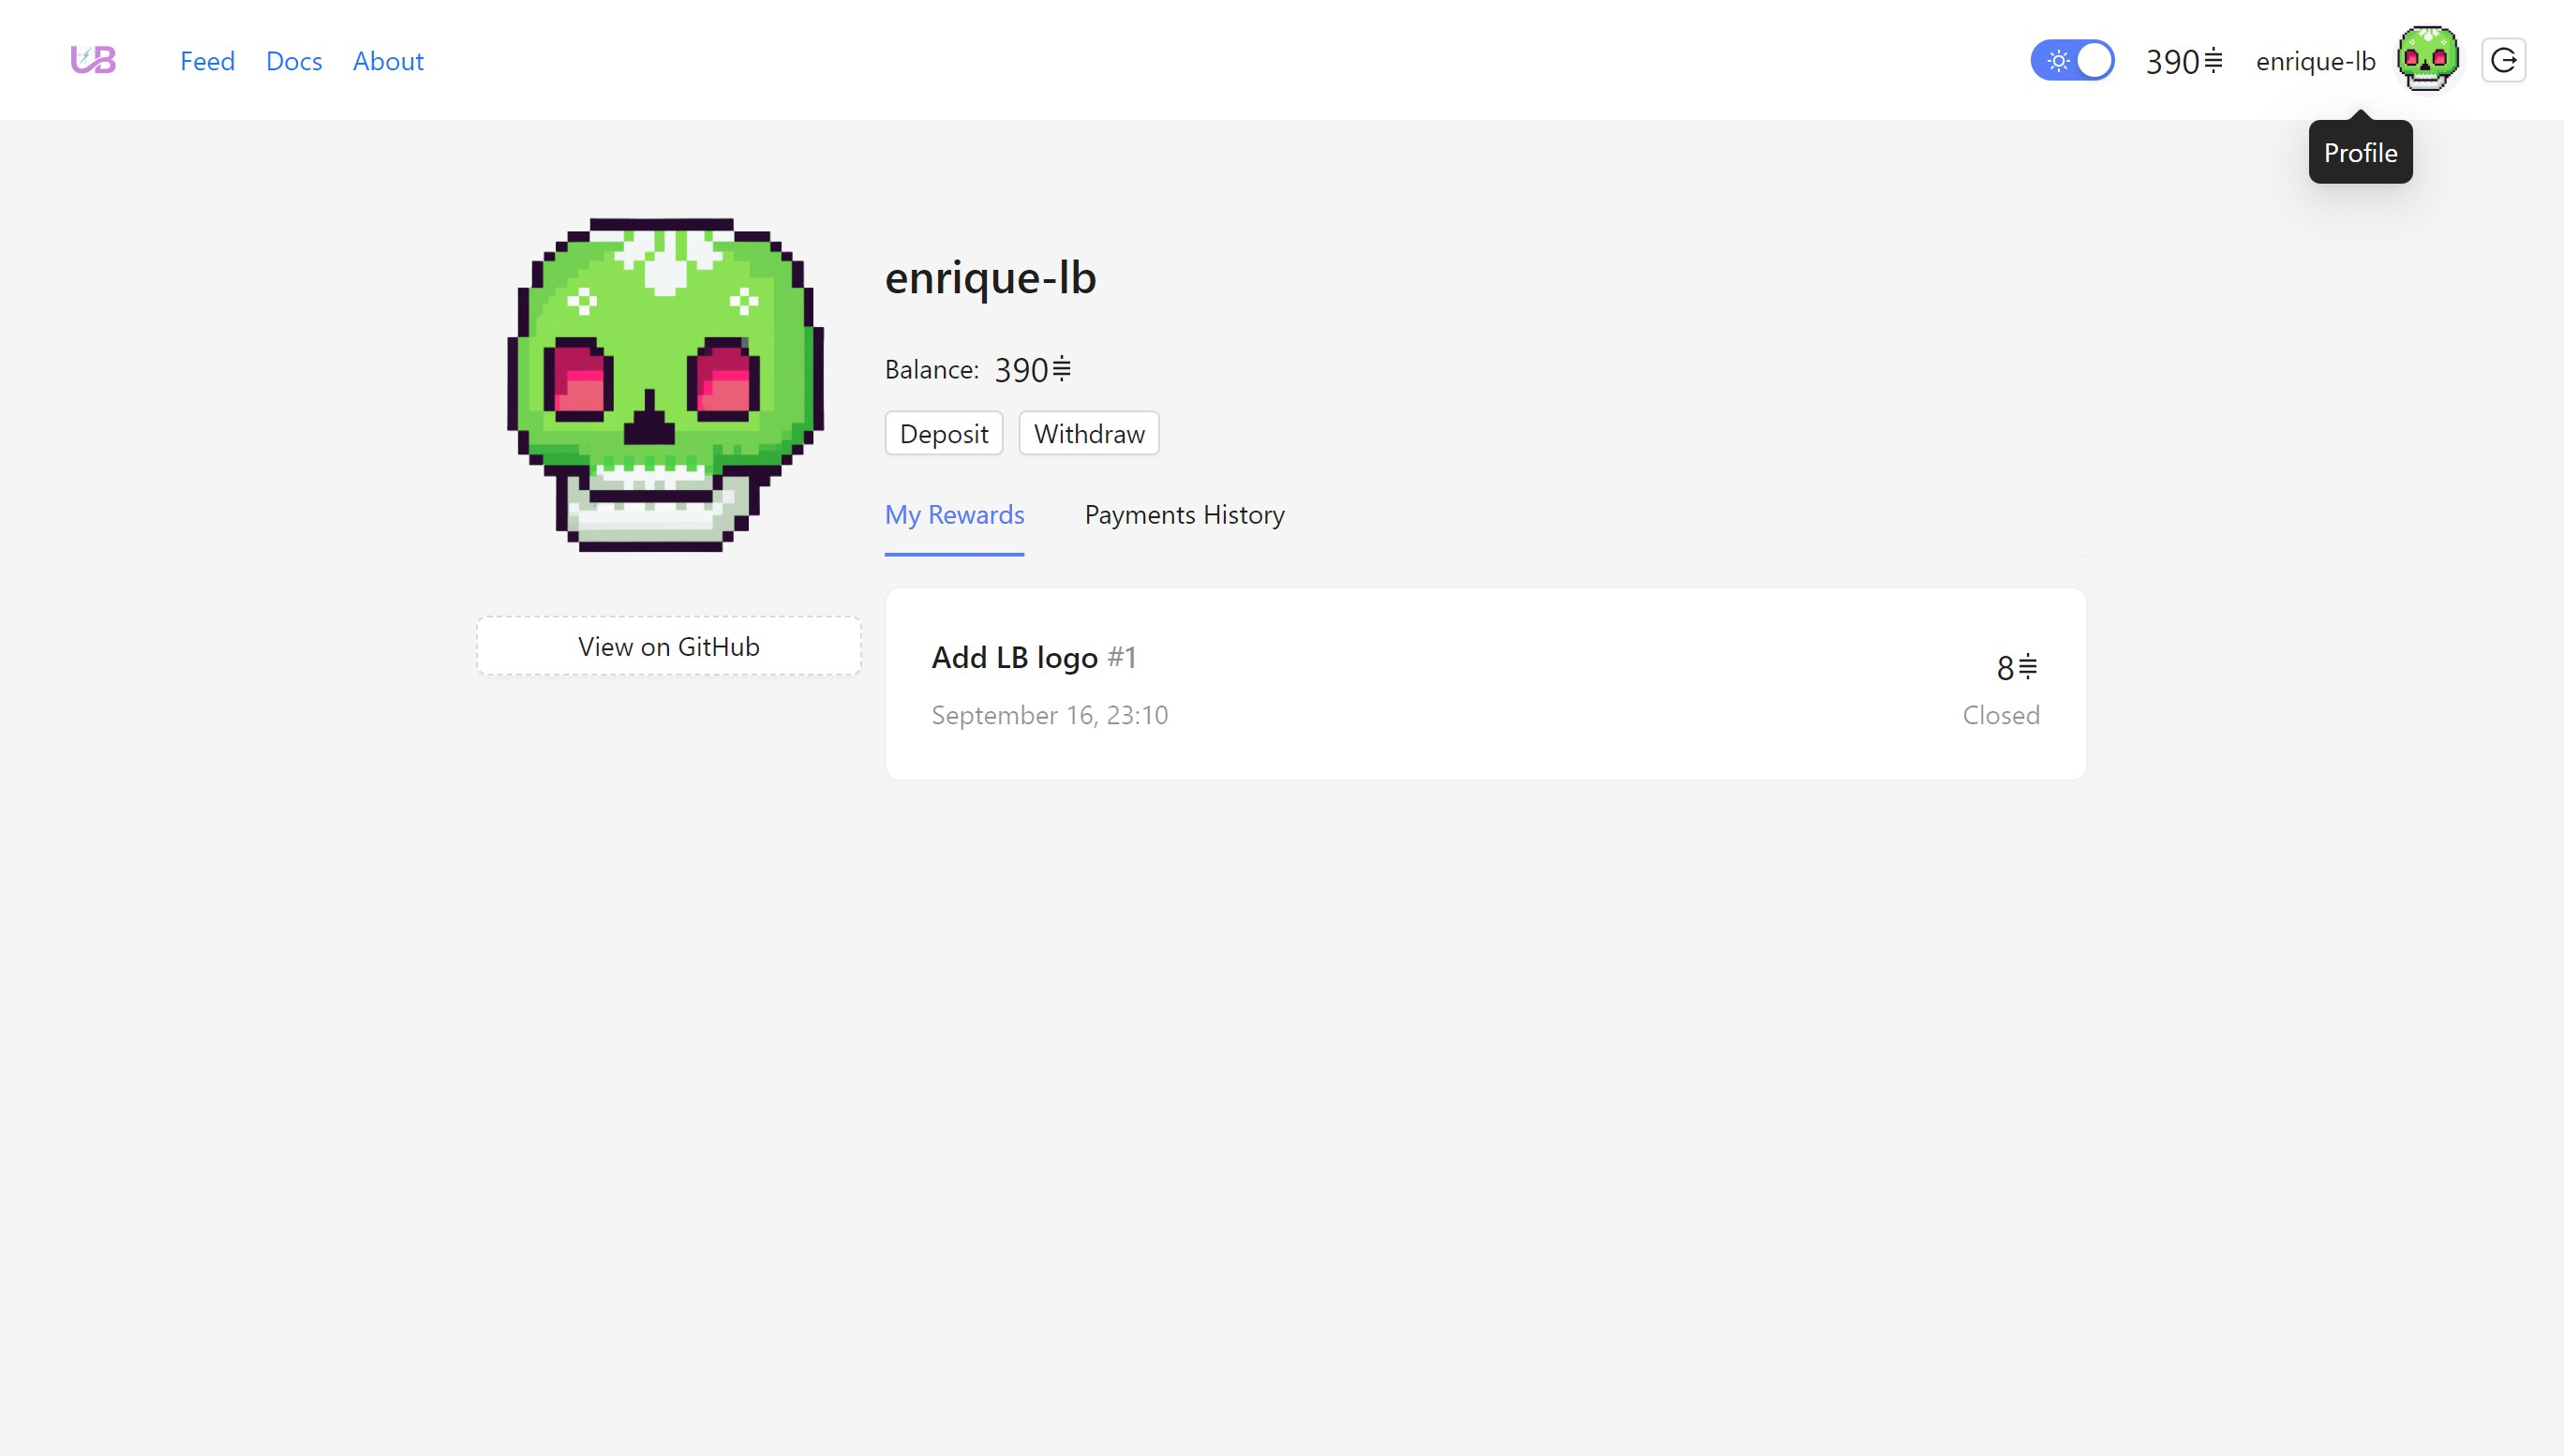 UB
Feed Docs About
390 enrique-lb
Profile
enrique-lb
Balance: 390
Deposit Withdraw
My Rewards Payments History
View on GitHub
Add LB logo #1
8
September 16, 23:10
Closed